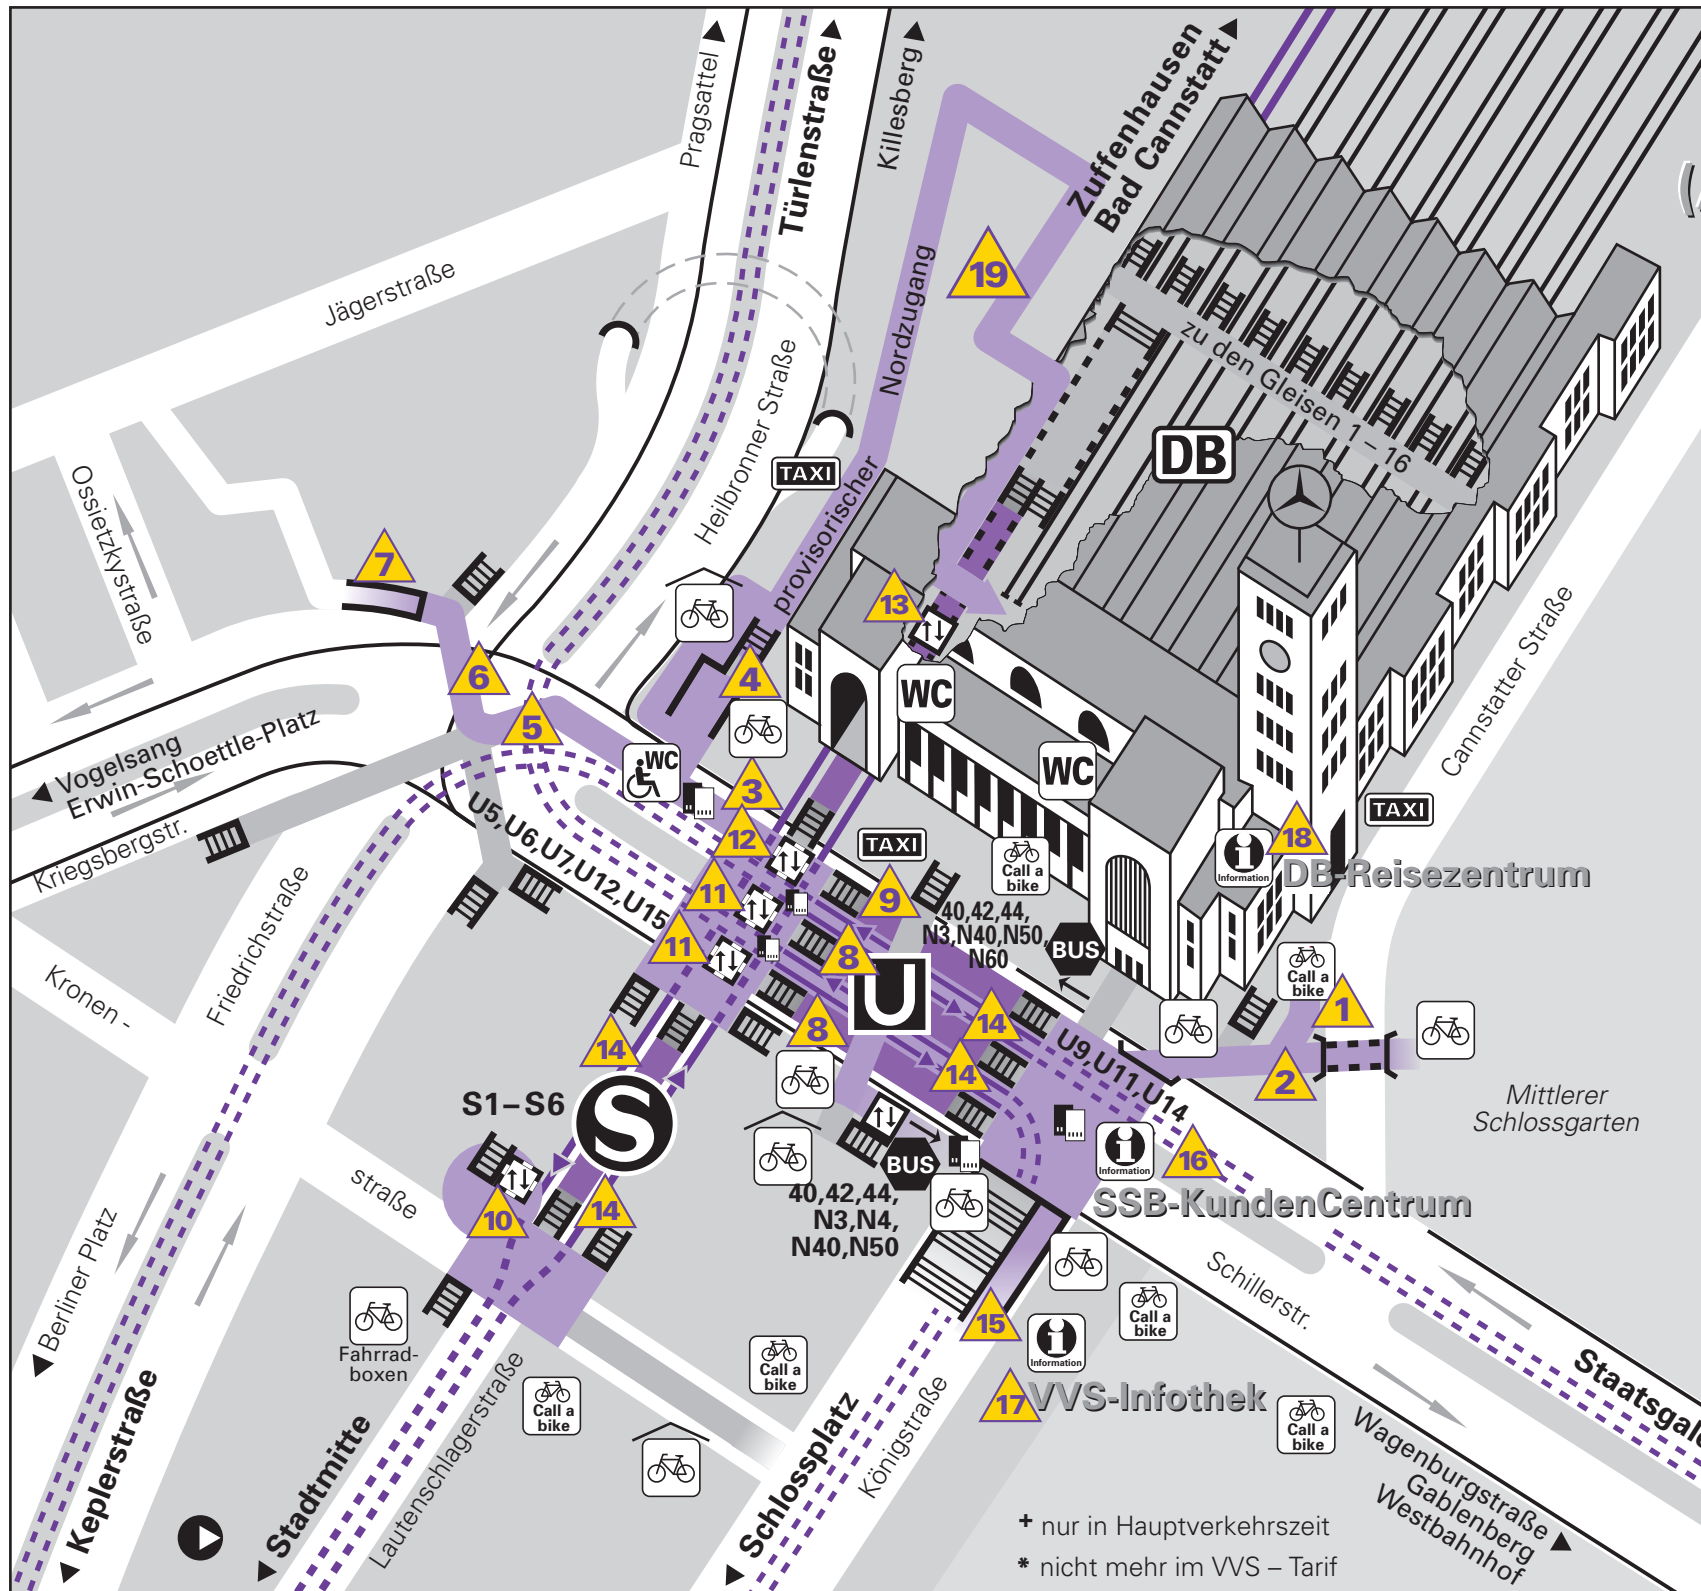 Pragsattel
Türlenstraße
Killesberg
Zuffenhausen
Bad Cannstatt
Jägerstraße
19
Nordzugang
provisorischer
zu den Gleisen 1–16
DB
Heilbronner Straße
TAXI
Ossietzkystraße
7
13
6
4
5
WC
WC
WC
Cannstatter Straße
Vogelsang
Erwin-Schoettle-Platz
Kriegsbergstr.
U5,U6,U7,U12,U15
3
12
TAXI
TAXI
18
Information
DB-Reisezentrum
Call a
bike
11
11
9
8
40,42,44,
N3,N40,N50,
N60
BUS
U
Friedrichstraße
Kronen -
straße
Call a
bike
1
2
14
8
14
14
U9,U11,U14
Mittlerer
Schlossgarten
S1–S6
S
10
14
BUS
40,42,44,
N3,N4,
N40,N50
Information
16
SSB-KundenCentrum
Berliner Platz
Keplerstraße
Fahrrad-
boxen
Call a
bike
Call a
bike
15
Information
17
VVS-Infothek
Call a
bike
Call a
bike
Schillerstr.
Stadtmitte
Lautenschlagerstraße
Schlossplatz
Königstraße
Wagenburgstraße
Gablenberg
Westbahnhof
+ nur in Hauptverkehrszeit
* nicht mehr im VVS – Tarif